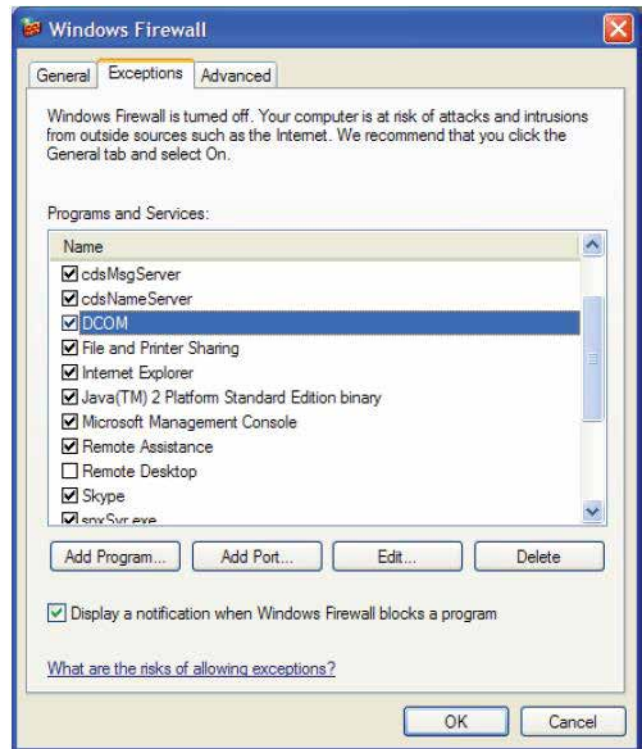 Windows Firewall
General Exceptions Advanced
Windows Firewall is turned off. Your computer is at risk of attacks and intrusions
from outside sources such as the Internet. We recommend that you click the
General tab and select On.
Programs and Services:
Name
cdsMsgServer
cdsNameServer
DCOM
File and Printer Sharing
Internet Explorer
Java(TM) 2 Platform Standard Edition binary
Microsoft Management Console
Remote Assistance
Remote Desktop
Skype
snxSvr.exe
Add Program... Add Port... Edit... Delete
Display a notification when Windows Firewall blocks a program
What are the risks of allowing exceptions?
OK Cancel